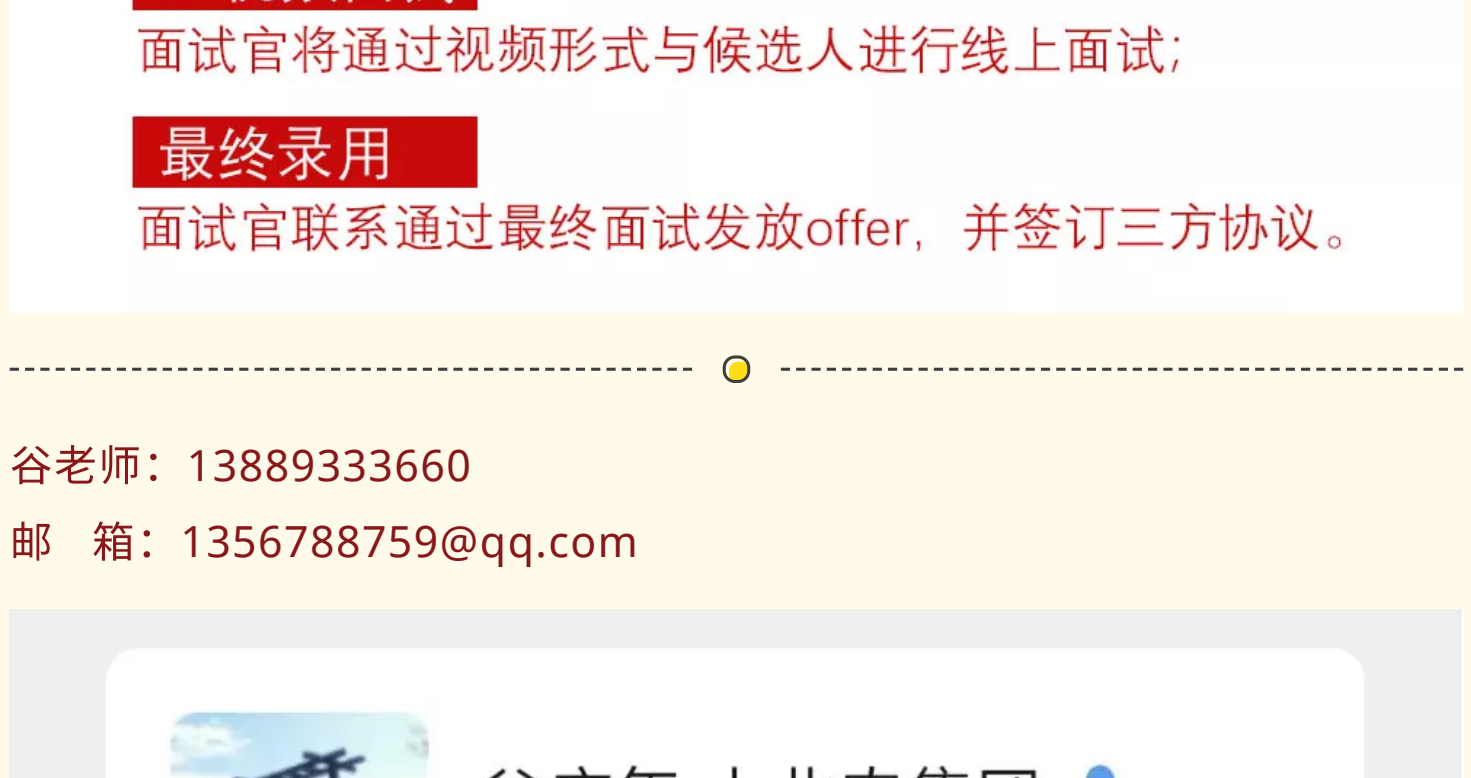 面试官将通过视频形式与候选人进行线上面试;
最终录用
面试官联系通过最终面试发放offer，并签订三方协议。
谷老师：13889333660
邮 箱：1356788759@qq.com